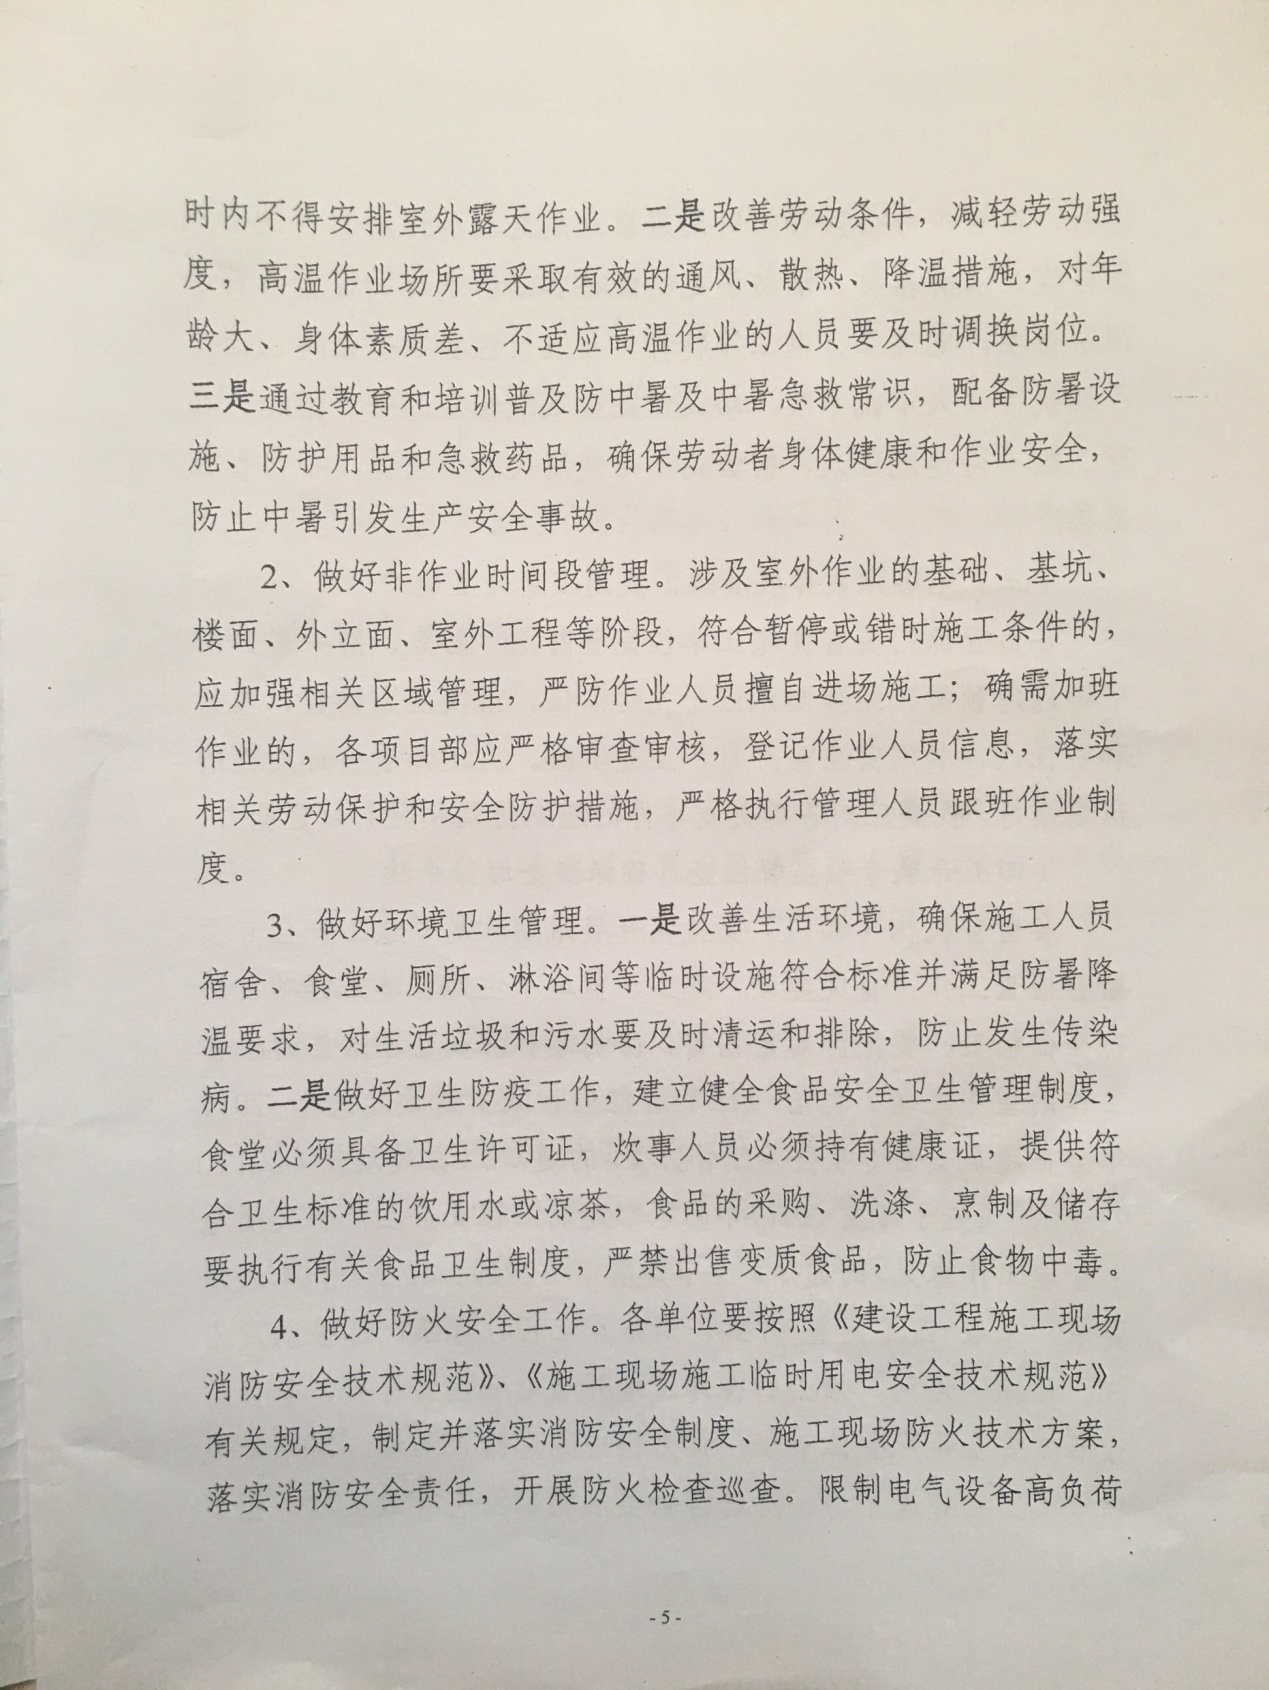 时内不得安排室外露天作业。二是改善劳动条件，减轻劳动强
度，高温作业场所要采取有效的通风、散热、降温措施，对年
龄大、身体素质差、不适应高温作业的人员要及时调换岗位。
三是通过教育和培训普及防中暑及中暑急救常识，配备防暑设
施、防护用品和急救药品，确保劳动者身体健康和作业安全，
防止中暑引发生产安全事故。
2、做好非作业时间段管理。涉及室外作业的基础、基坑、
楼面、外立面、室外工程等阶段，符合暂停或错时施工条件的，
应加强相关区域管理，严防作业人员擅自进场施工；确需加班
作业的，各项目部应严格审查审核，登记作业人员信息，落实
相关劳动保护和安全防护措施，严格执行管理人员跟班作业制
度。
3、做好环境卫生管理。一是改善生活环境，确保施工人员
宿舍、食堂、厕所、淋浴间等临时设施符合标准并满足防暑降
温要求，对生活垃圾和污水要及时清运和排除，防止发生传染
病。二是做好卫生防疫工作，建立健全食品安全卫生管理制度，
食堂必须具备卫生许可证，炊事人员必须持有健康证，提供符
合卫生标准的饮用水或凉茶，食品的采购、洗涤、烹制及储存
要执行有关食品卫生制度，严禁出售变质食品，防止食物中毒。
4、做好防火安全工作。各单位要按照《建设工程施工现场
消防安全技术规范》、《施工现场施工临时用电安全技术规范》
有关规定，制定并落实消防安全制度、施工现场防火技术方案，
落实消防安全责任，开展防火检查巡查。限制电气设备高负荷
- 5 -